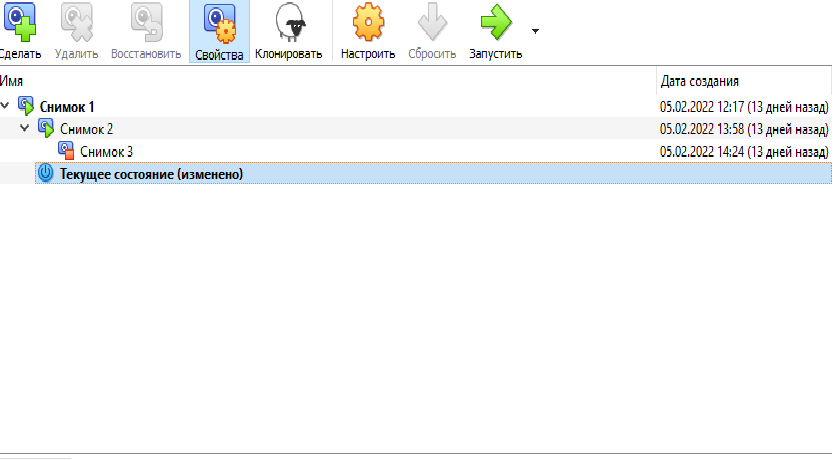 Сделать Удалить Восстановить Свойства Клонировать Настроить Сбросить Запустить
Имя Дата создания
Снимок 1 05.02.2022 12:17 (13 дней назад)
Снимок 2 05.02.2022 13:58 (13 дней назад)
Снимок 3 05.02.2022 14:24 (13 дней назад)
Текущее состояние (изменено)